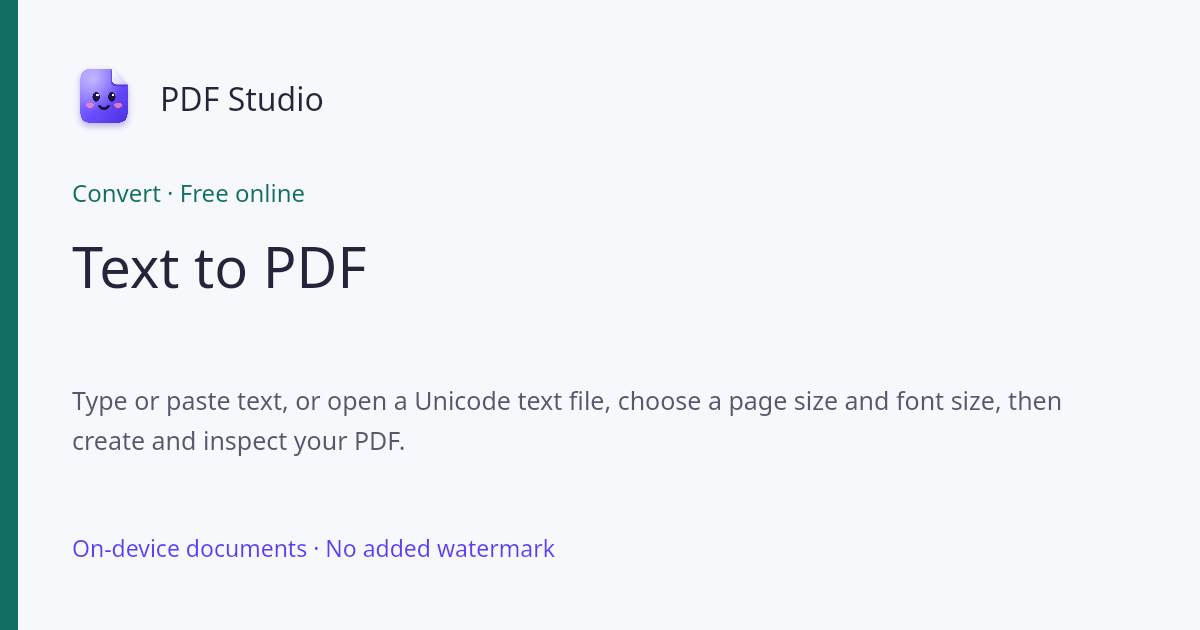 PDF Studio
Convert · Free online
Text to PDF
Type or paste text, or open a Unicode text file, choose a page size and font size, then
create and inspect your PDF.
On-device documents · No added watermark